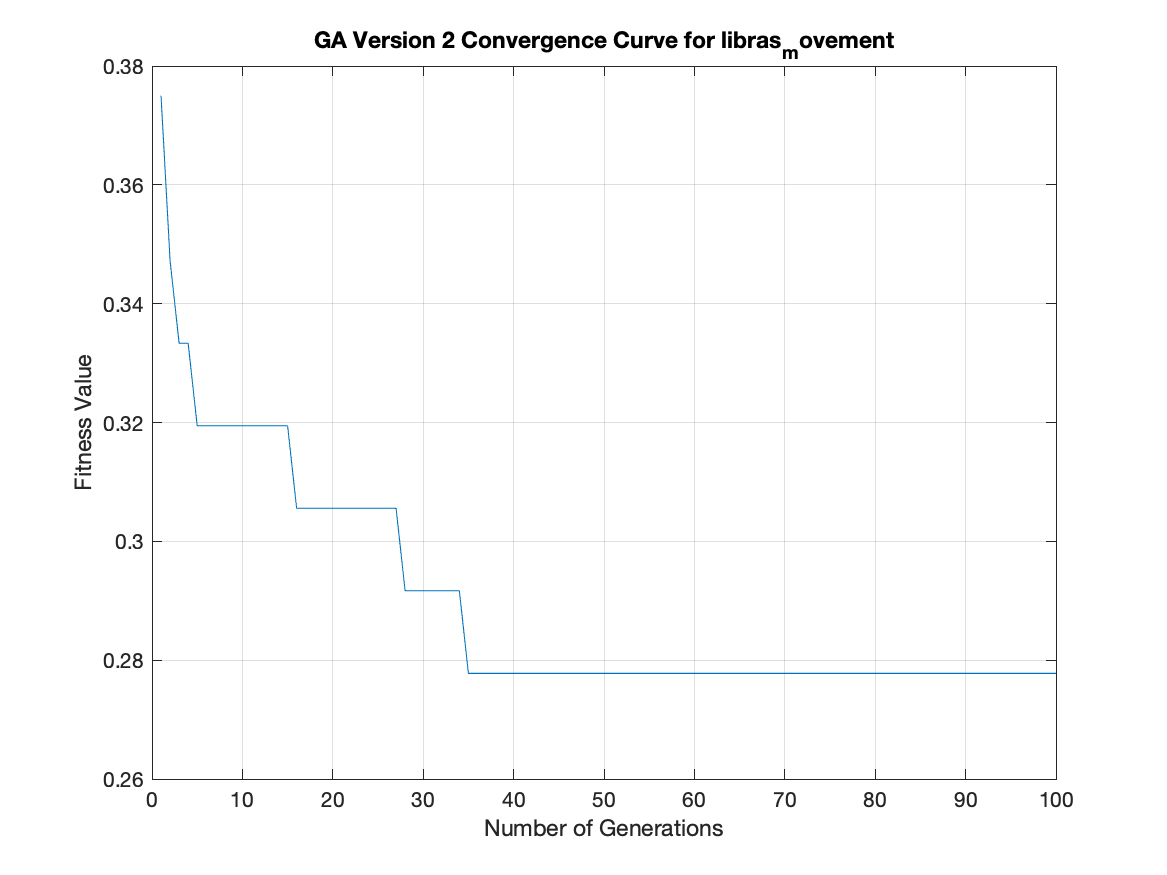 GA Version 2 Convergence Curve for libras_movement
0.38
0.36
0.34
0.32
0.3
0.28
0.26
Fitness Value
0 10 20 30 40 50 60 70 80 90 100
Number of Generations